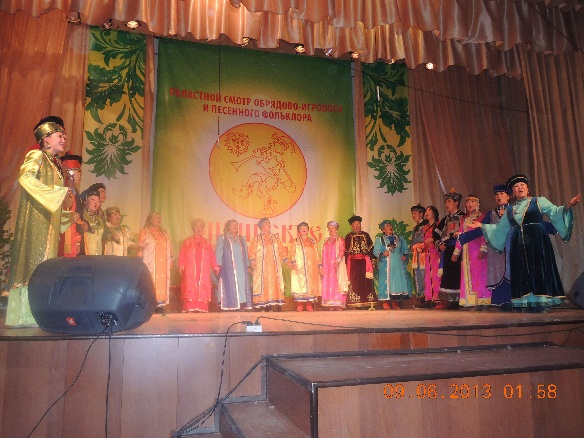 ОБЛАСТНОЙ СМОТР ОБРЯДОВО-ИГРОВОГО
И ПЕСЕННОГО ФОЛЬКЛОРА
09.06.2013 01:58